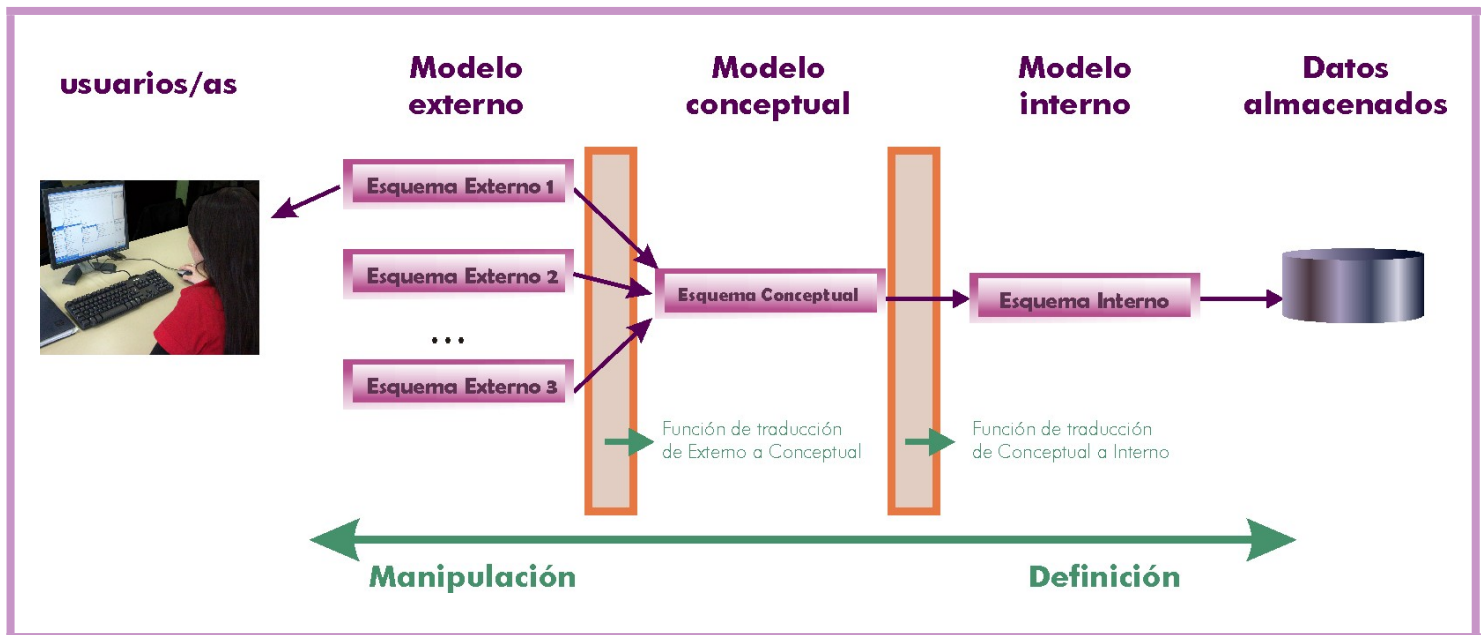 usuarios/as
Modelo
externo
Modelo
conceptual
Modelo
interno
Datos
almacenados
Esquema Externo 1
Esquema Externo 2
...
Esquema Externo 3
Esquema Conceptual
Esquema Interno
Función de traducción
de Externo a Conceptual
Función de traducción
de Conceptual a Interno
Manipulación
Definición